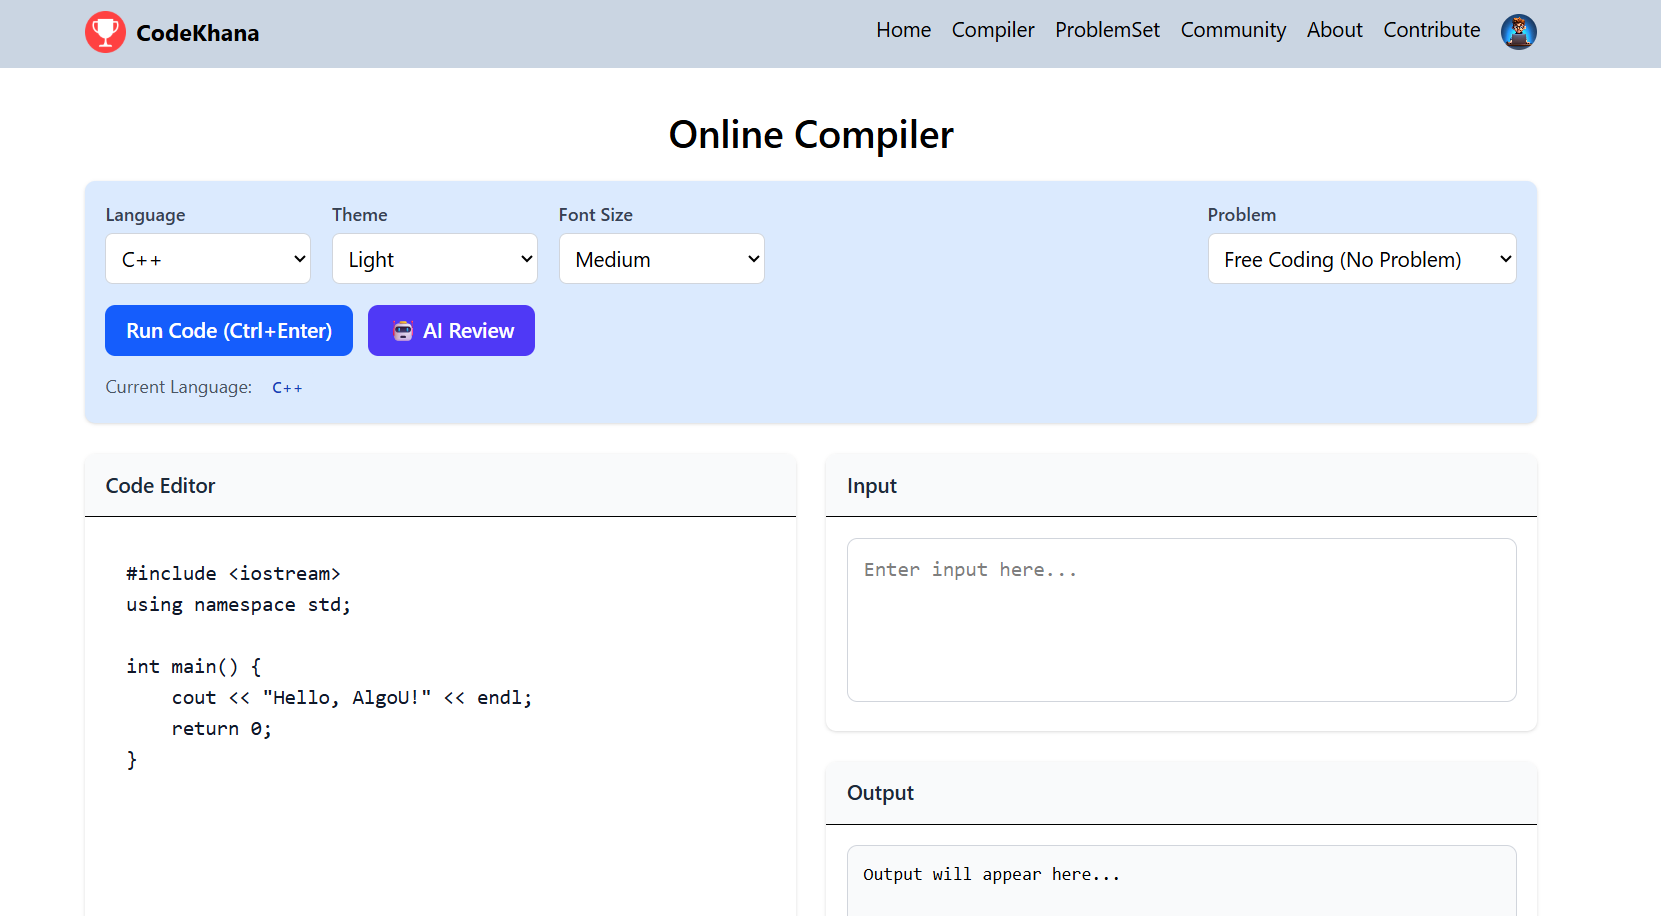 CodeKhana
Home Compiler ProblemSet Community About Contribute
Online Compiler
Language Theme Font Size Problem
C++ Light Medium Free Coding (No Problem)
Run Code (Ctrl+Enter) AI Review
Current Language: C++
Code Editor
#include <iostream>
using namespace std;
int main() {
    cout << "Hello, AlgoU!" << endl;
    return 0;
}
Input
Enter input here...
Output
Output will appear here...